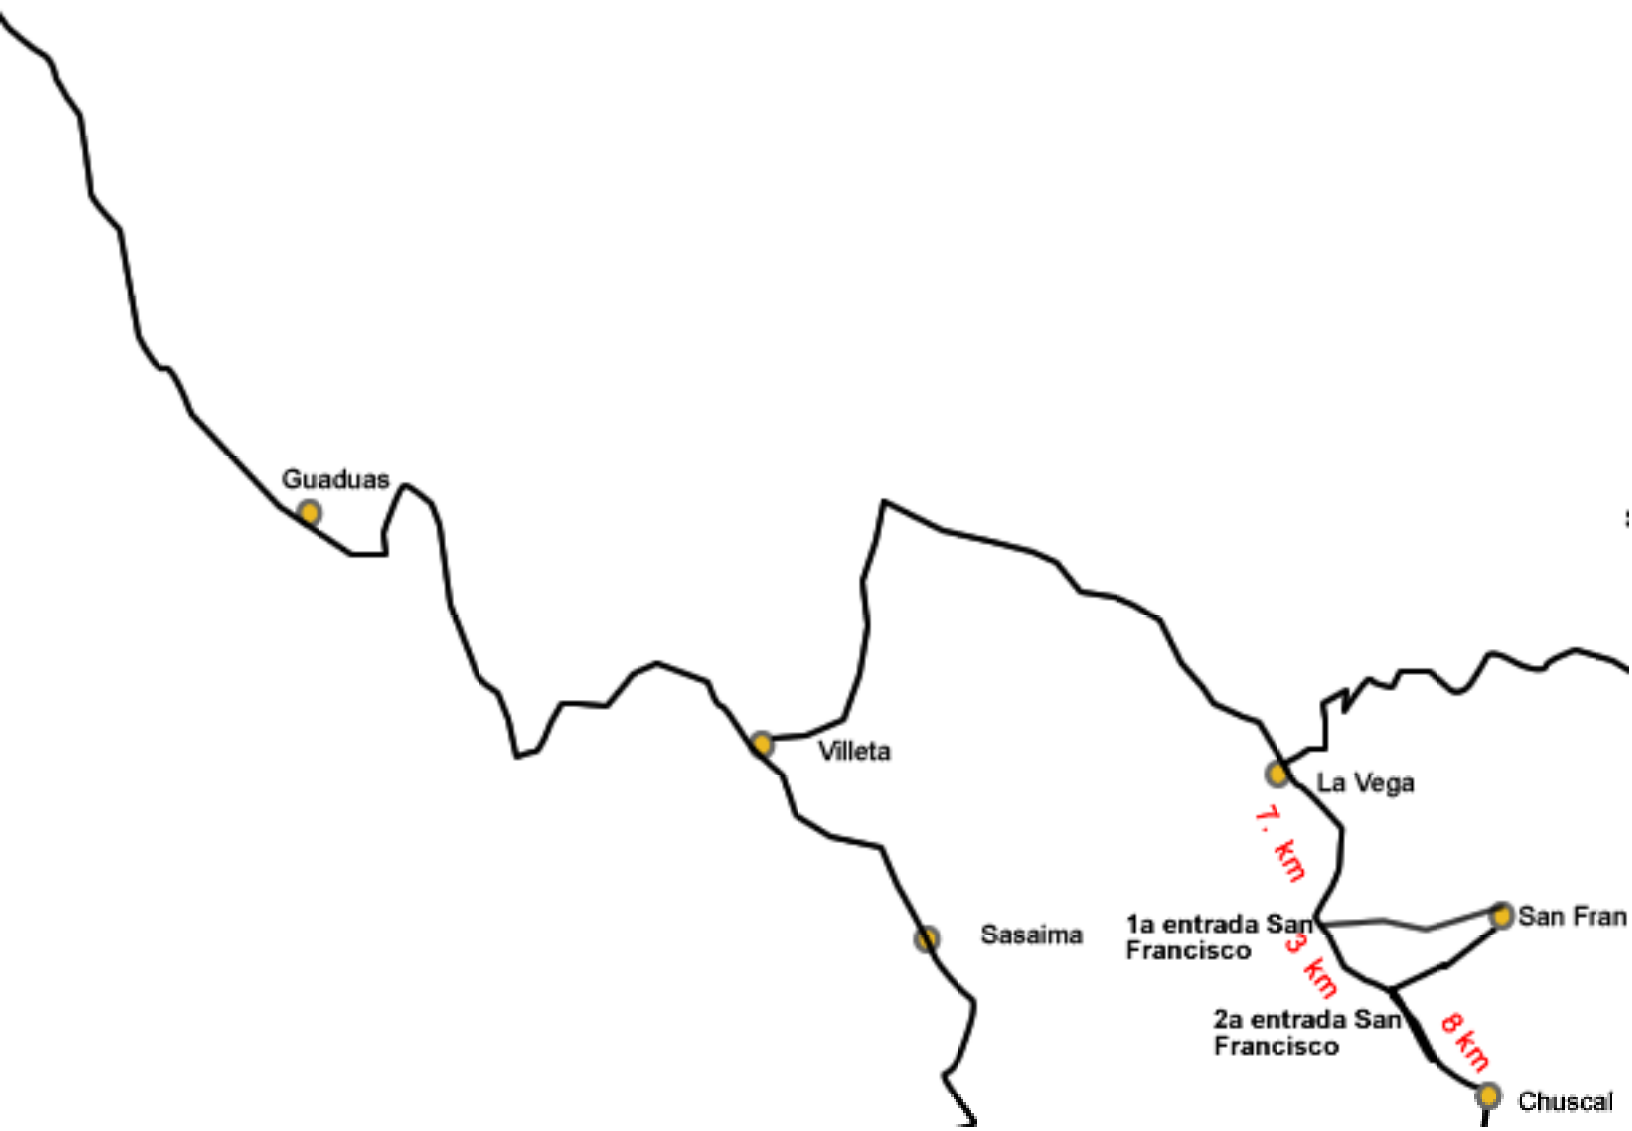 Guaduas
Villeta
La Vega
7. km
1a entrada San
Francisco
San Fran
3 km
Sasaima
2a entrada San
Francisco
8 km
Chuscal